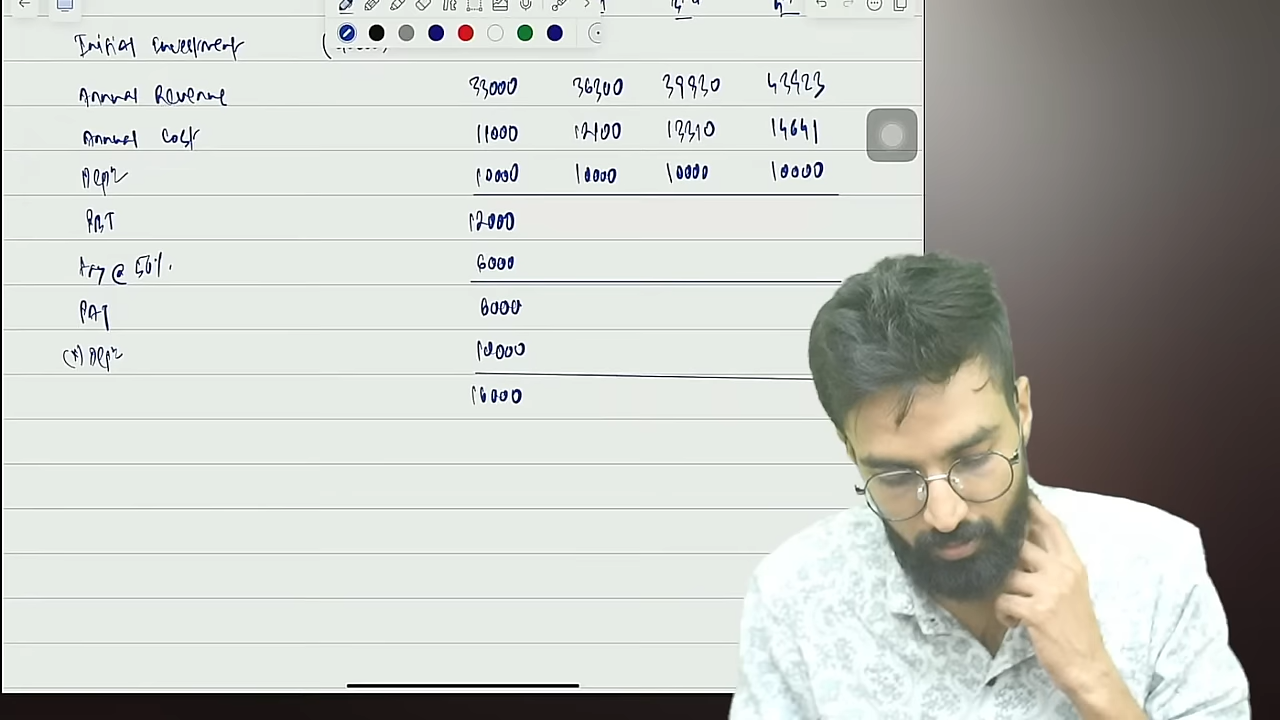 Initial Investment (
Annual Revenue 33000 36300 39930 43923
Annual Cost 11000 12100 13310 14641
Depn 10000 10000 10000 10000
PBT 12000
Tax @ 50%. 6000
PAT 6000
(+) Depn 10000
16000